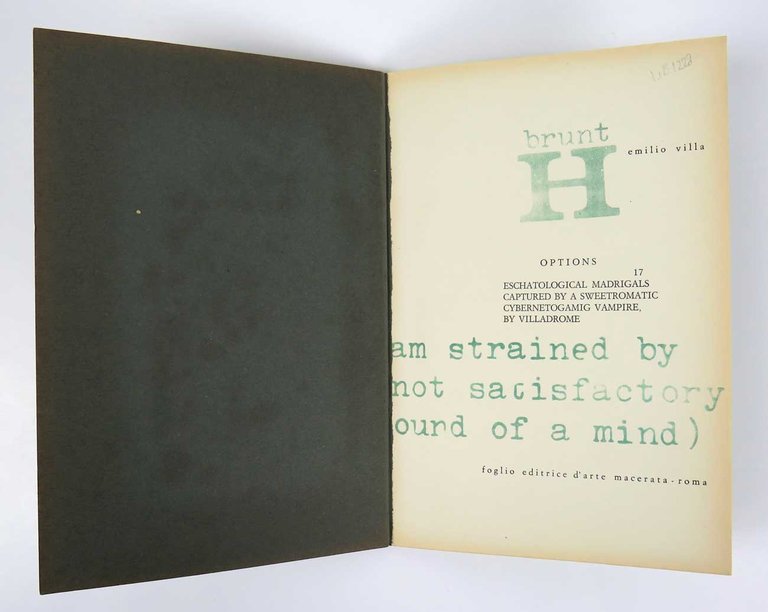 brunt
H
emilio villa
OPTIONS
17
ESCHATOLOGICAL MADRIGALS
CAPTURED BY A SWEETROMATIC
CYBERNETOGAMIG VAMPIRE,
BY VILLADROME
am strained by
not sacisfactory
ound of a mind)
foglio editrice d'arte macerata-roma